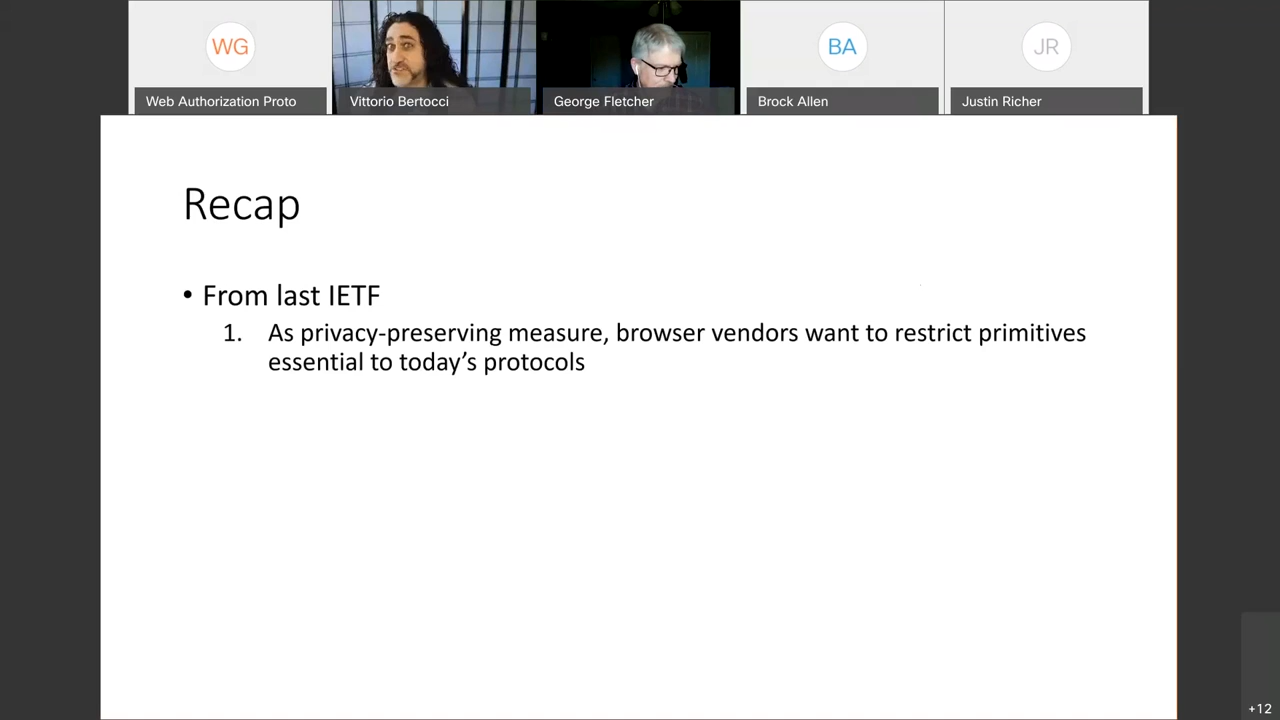 WG
BA
JR
Web Authorization Proto
Vittorio Bertocci
George Fletcher
Brock Allen
Justin Richer
Recap
• From last IETF
1. As privacy-preserving measure, browser vendors want to restrict primitives
essential to today’s protocols
+12